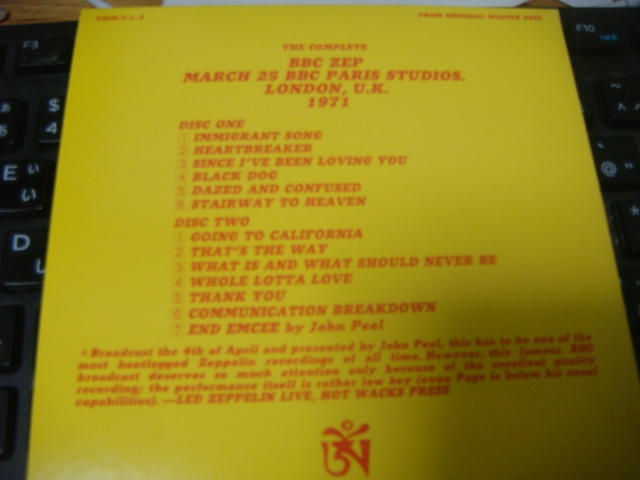 FROM ORIGINAL MASTER REEL
THE COMPLETE
BBC ZEP
MARCH 25 BBC PARIS STUDIOS.
LONDON, U.K.
1971
DISC ONE
1 IMMIGRANT SONG
2 HEARTBREAKER
3 SINCE I'VE BEEN LOVING YOU
4 BLACK DOG
5 DAZED AND CONFUSED
6 STAIRWAY TO HEAVEN
DISC TWO
1 GOING TO CALIFORNIA
2 THAT'S THE WAY
3 WHAT IS AND WHAT SHOULD NEVER BE
4 WHOLE LOTTA LOVE
5 THANK YOU
6 COMMUNICATION BREAKDOWN
7 END EMCEE by John Peel
*Broadcast the 4th of April and presented by John Peel, this has to be one of the
most bootlegged Zeppelin recordings of all time. However, this famous BBC
broadcast deserves so much attention only because of the excellent quality
recording; the performance itself is rather low key (even Page is below his usual
capabilities). —LED ZEPPELIN LIVE, HOT WACKS PRESS
ॐ
F3
F10
$
4
E い
い
D
@